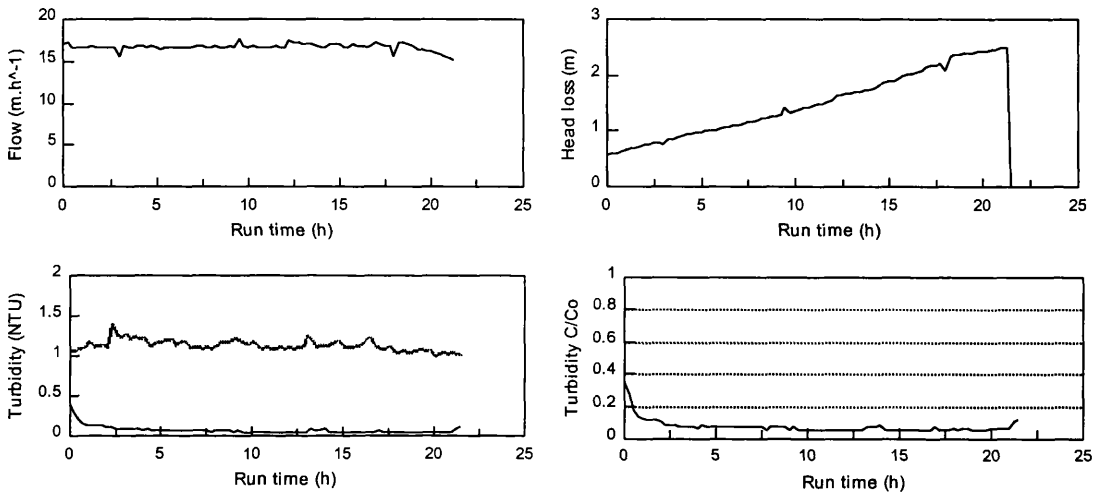 20
15
10
5
0
Flow (m.h^-1)
0 5 10 15 20 25
Run time (h)
3
2
1
0
Head loss (m)
0 5 10 15 20 25
Run time (h)
2
1.5
1
0.5
0
Turbidity (NTU)
0 5 10 15 20 25
Run time (h)
1
0.8
0.6
0.4
0.2
0
Turbidity C/Co
0 5 10 15 20 25
Run time (h)